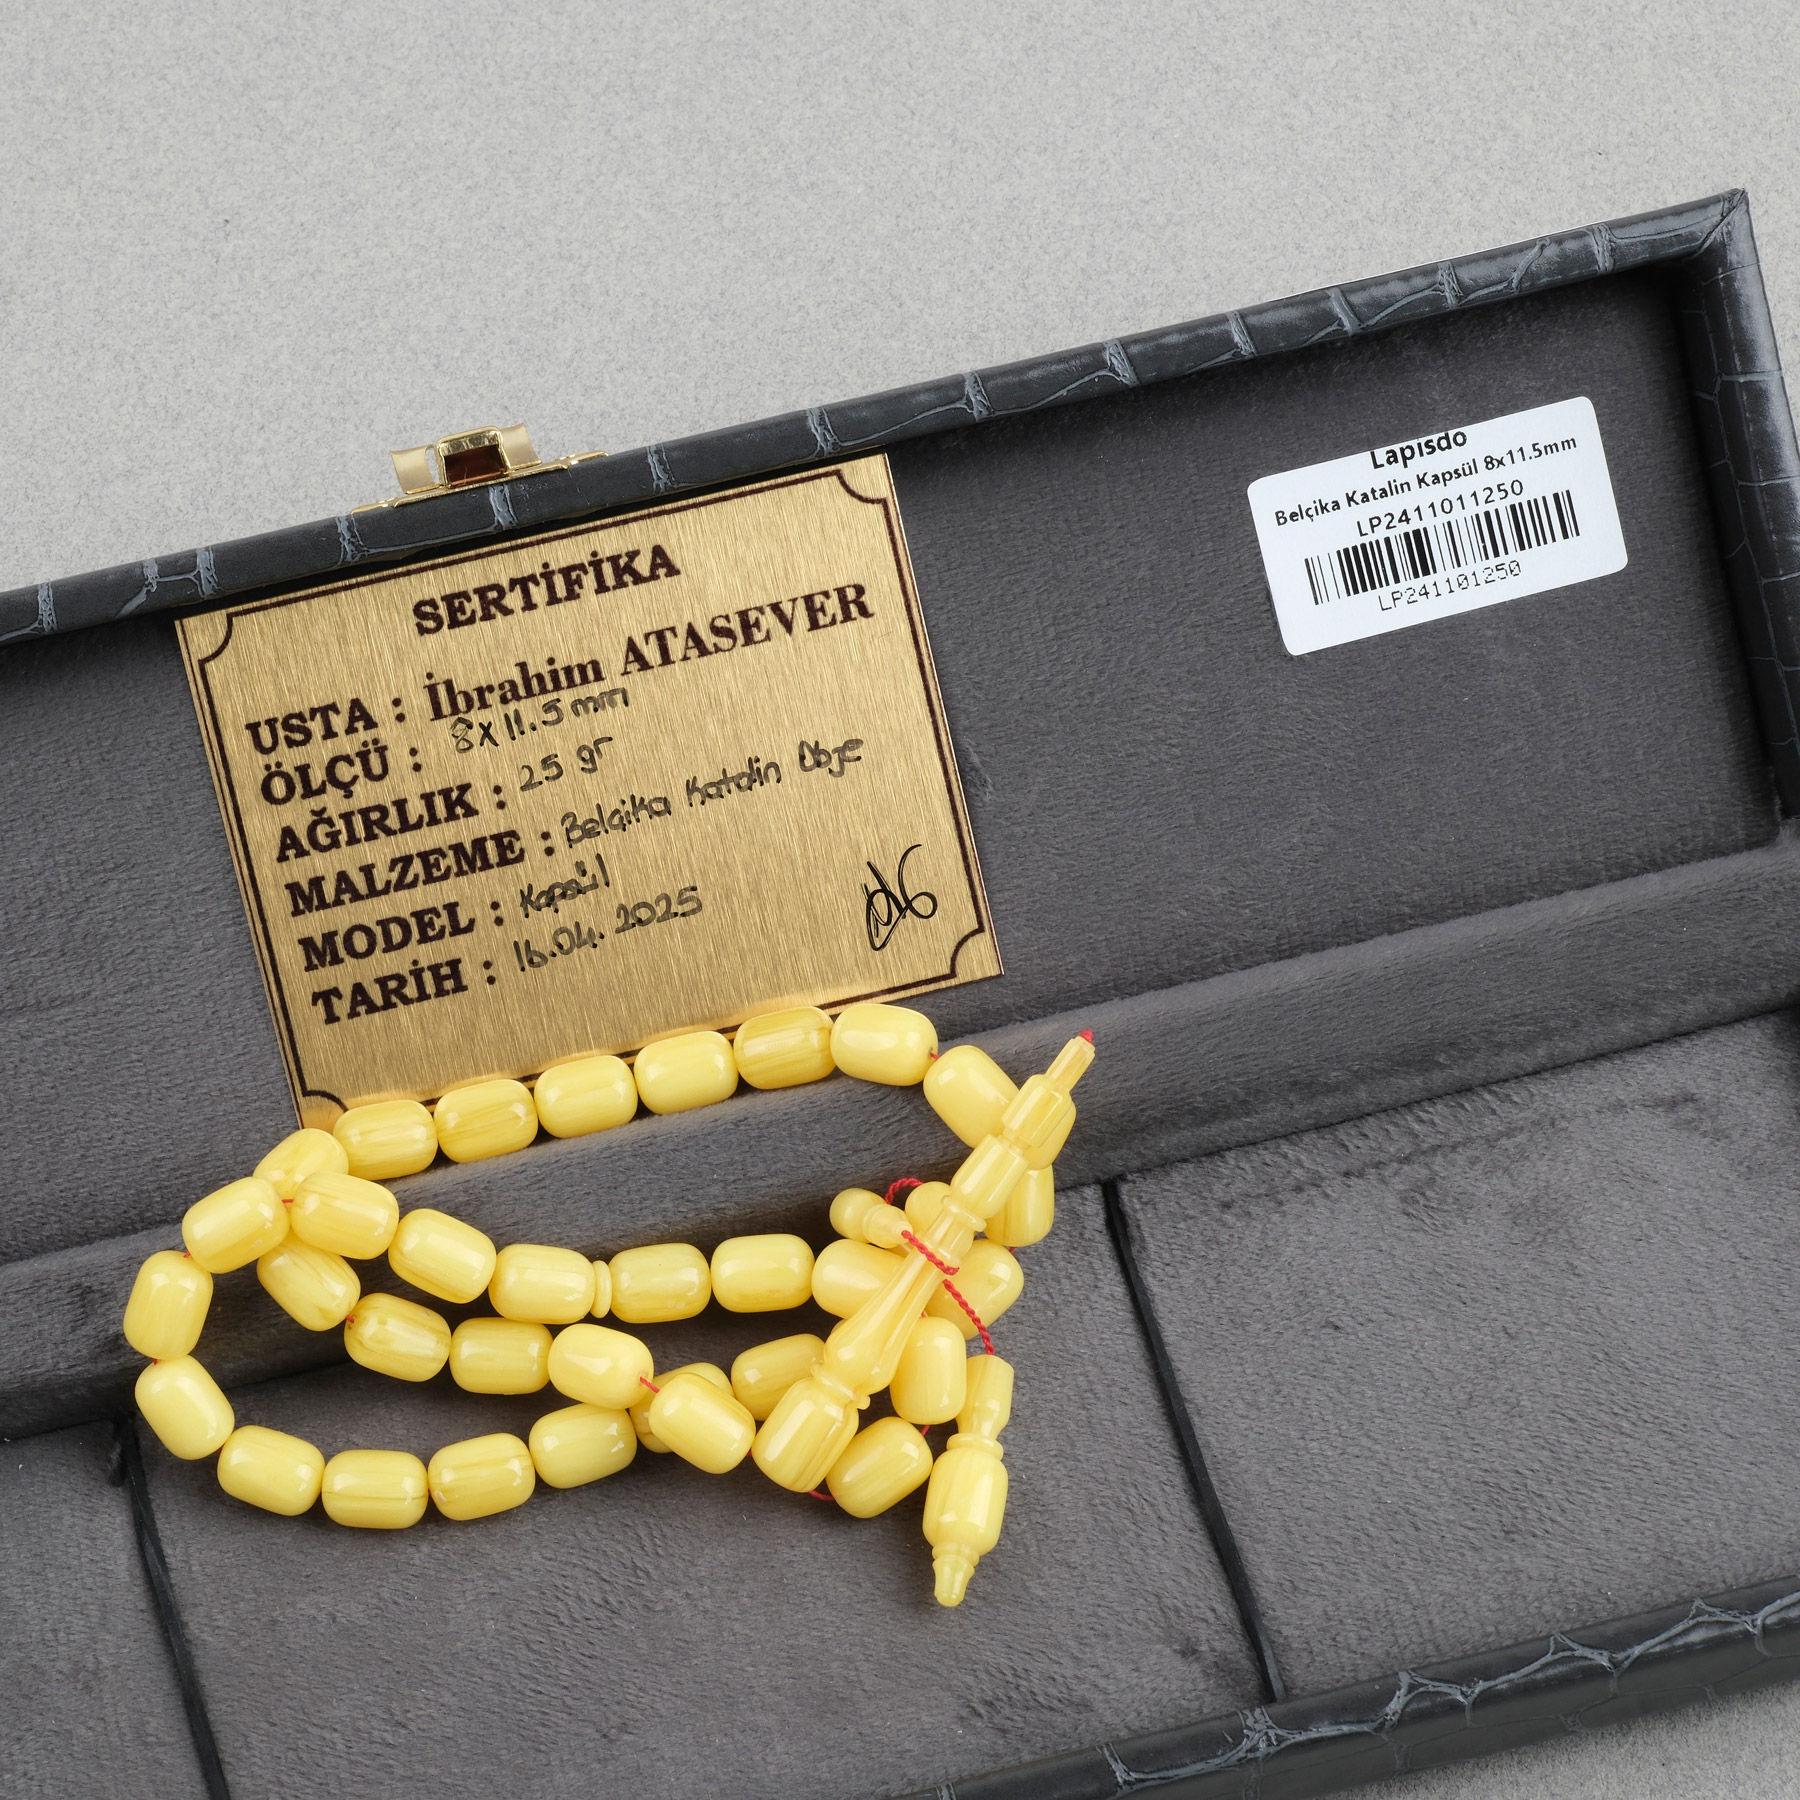 SERTİFİKA
USTA : İbrahim ATASEVER
ÖLÇÜ : 8x11.5mm
AĞIRLIK : 25 gr
MALZEME : Belçika Katalin Obje
MODEL : Kapsül
TARİH : 16.04.2025
Lapisdo
Belçika Katalin Kapsül 8x11.5mm
LP2411011250
LP241101250